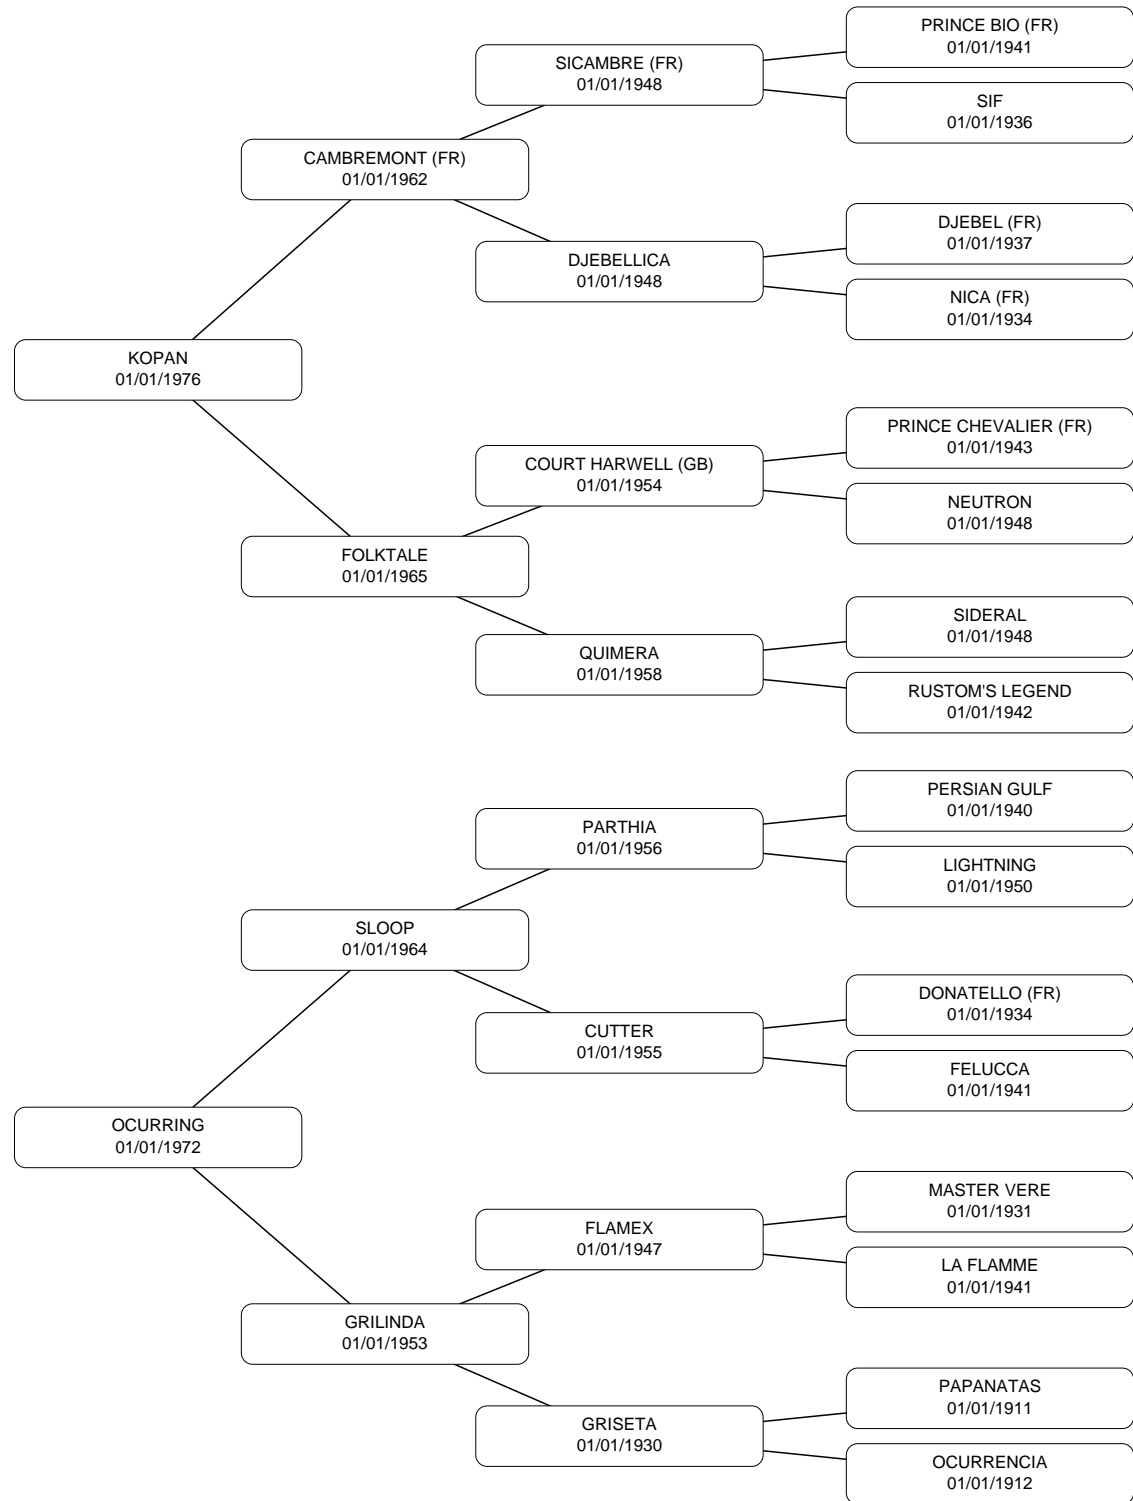 PRINCE BIO (FR)
01/01/1941
SICAMBRE (FR)
01/01/1948
SIF
01/01/1936
CAMBREMONT (FR)
01/01/1962
DJEBEL (FR)
01/01/1937
DJEBELLICA
01/01/1948
NICA (FR)
01/01/1934
KOPAN
01/01/1976
PRINCE CHEVALIER (FR)
01/01/1943
COURT HARWELL (GB)
01/01/1954
NEUTRON
01/01/1948
FOLKTALE
01/01/1965
SIDERAL
01/01/1948
QUIMERA
01/01/1958
RUSTOM'S LEGEND
01/01/1942
PERSIAN GULF
01/01/1940
PARTHIA
01/01/1956
LIGHTNING
01/01/1950
SLOOP
01/01/1964
DONATELLO (FR)
01/01/1934
CUTTER
01/01/1955
FELUCCA
01/01/1941
OCURRING
01/01/1972
MASTER VERE
01/01/1931
FLAMEX
01/01/1947
LA FLAMME
01/01/1941
GRILINDA
01/01/1953
PAPANATAS
01/01/1911
GRISETA
01/01/1930
OCURRENCIA
01/01/1912